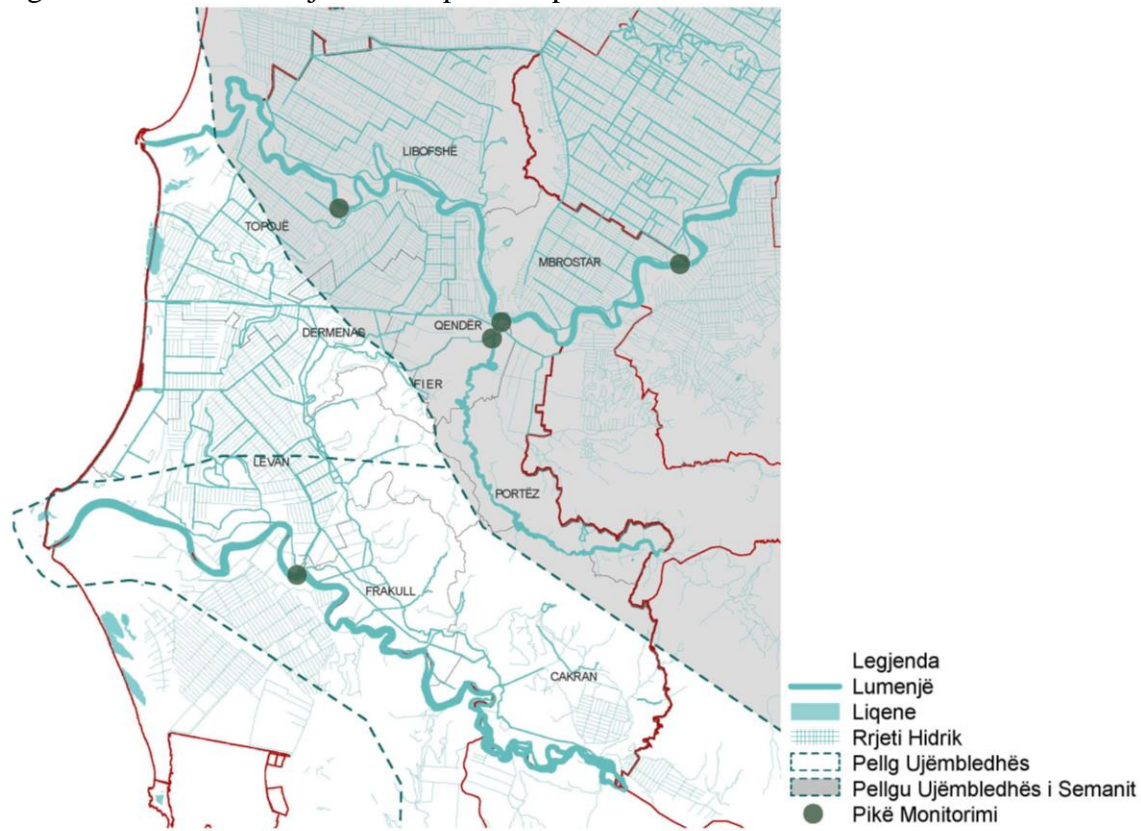 LIBOFSHË
TOPOJË
MBROSTAR
QENDËR
DERMENAS
FIER
LEVAN
PORTËZ
FRAKULL
CAKRAN
Legjenda
Lumenjë
Liqene
Rrjeti Hidrik
Pellg Ujëmbledhës
Pellgu Ujëmbledhës i Semanit
Pikë Monitorimi